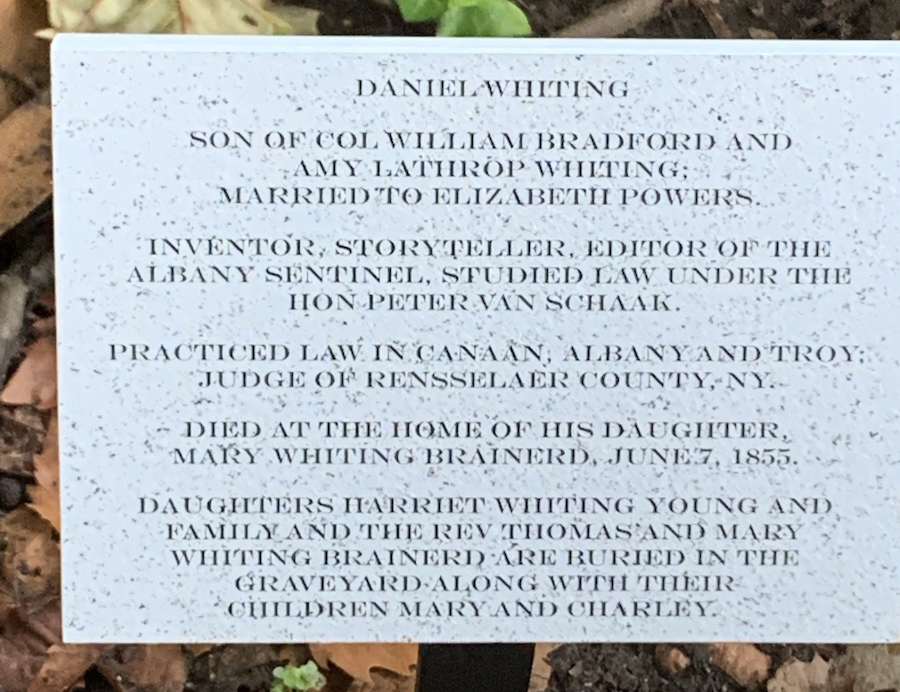 DANIEL WHITING
SON OF COL WILLIAM BRADFORD AND
AMY LATHROP WHITING;
MARRIED TO ELIZABETH POWERS.
INVENTOR, STORYTELLER, EDITOR OF THE
ALBANY SENTINEL, STUDIED LAW UNDER THE
HON PETER VAN SCHAAK.
PRACTICED LAW IN CANAAN, ALBANY AND TROY;
JUDGE OF RENSSELAER COUNTY, NY.
DIED AT THE HOME OF HIS DAUGHTER,
MARY WHITING BRAINERD, JUNE 7, 1855.
DAUGHTERS HARRIET WHITING YOUNG AND
FAMILY AND THE REV THOMAS AND MARY
WHITING BRAINERD ARE BURIED IN THE
GRAVEYARD ALONG WITH THEIR
CHILDREN MARY AND CHARLEY.